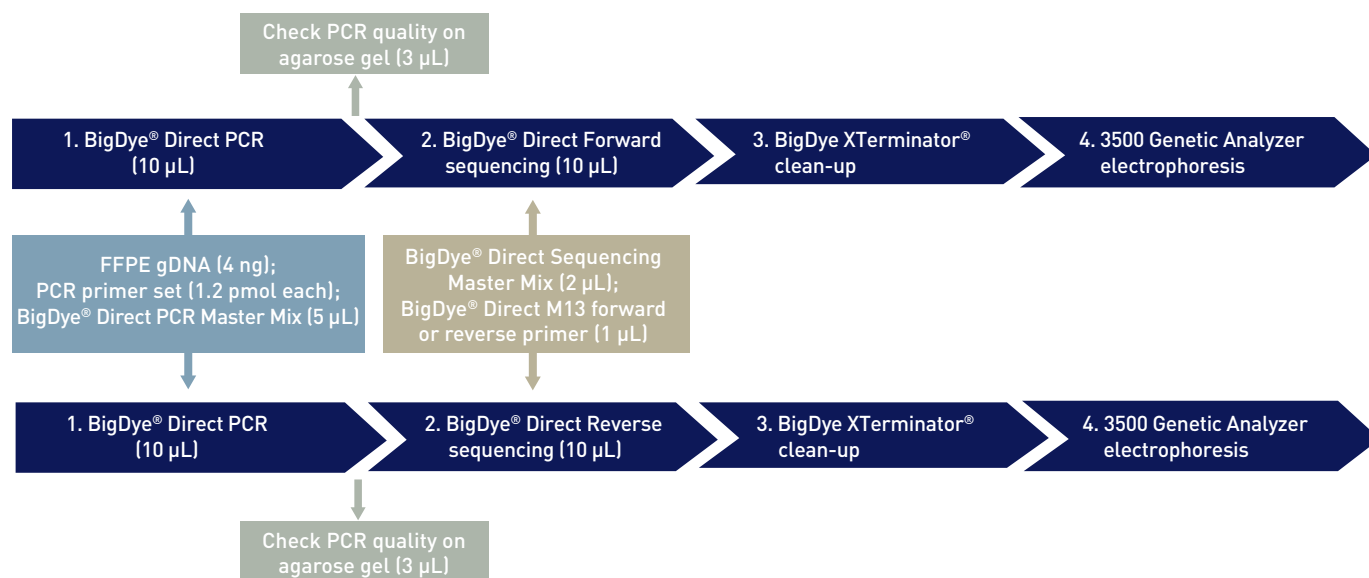 Check PCR quality on
agarose gel (3 µL)
1. BigDye® Direct PCR
(10 µL)
2. BigDye® Direct Forward
sequencing (10 µL)
3. BigDye XTerminator®
clean-up
4. 3500 Genetic Analyzer
electrophoresis
FFPE gDNA (4 ng);
PCR primer set (1.2 pmol each);
BigDye® Direct PCR Master Mix (5 µL)
BigDye® Direct Sequencing
Master Mix (2 µL);
BigDye® Direct M13 forward
or reverse primer (1 µL)
1. BigDye® Direct PCR
(10 µL)
2. BigDye® Direct Reverse
sequencing (10 µL)
3. BigDye XTerminator®
clean-up
4. 3500 Genetic Analyzer
electrophoresis
Check PCR quality on
agarose gel (3 µL)